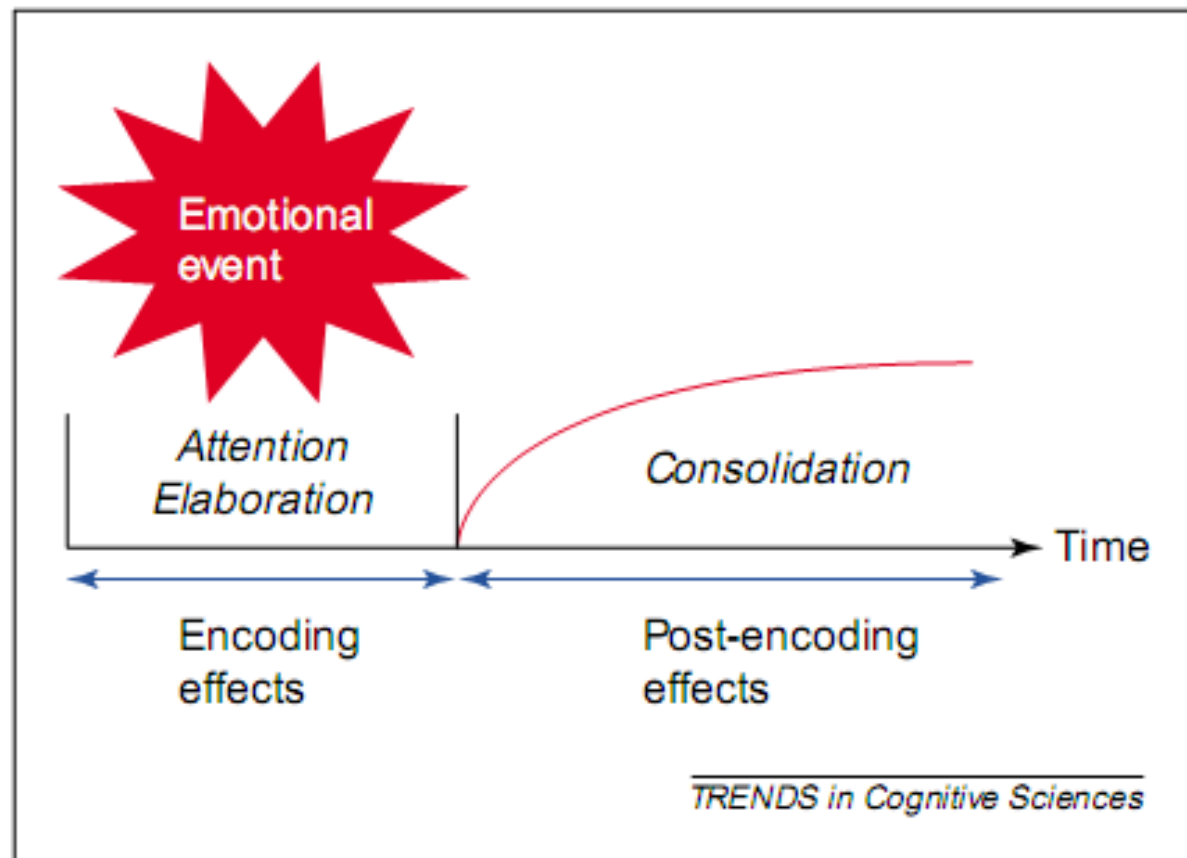 Emotional
event
Attention
Elaboration
Consolidation
Time
Encoding
effects
Post-encoding
effects
TRENDS in Cognitive Sciences